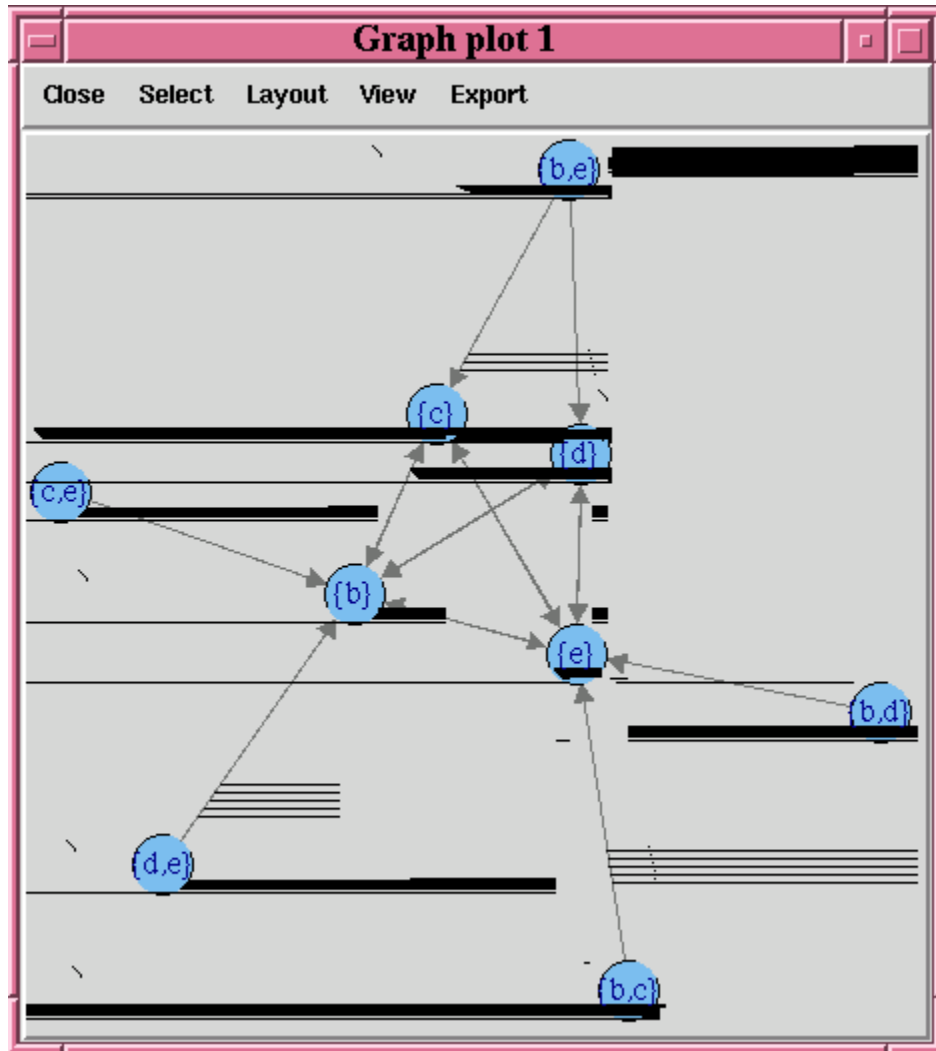 Graph plot 1
Close Select Layout View Export
{b,e}
{c}
{d}
{c,e}
{b}
{e}
{b,d}
{d,e}
{b,c}